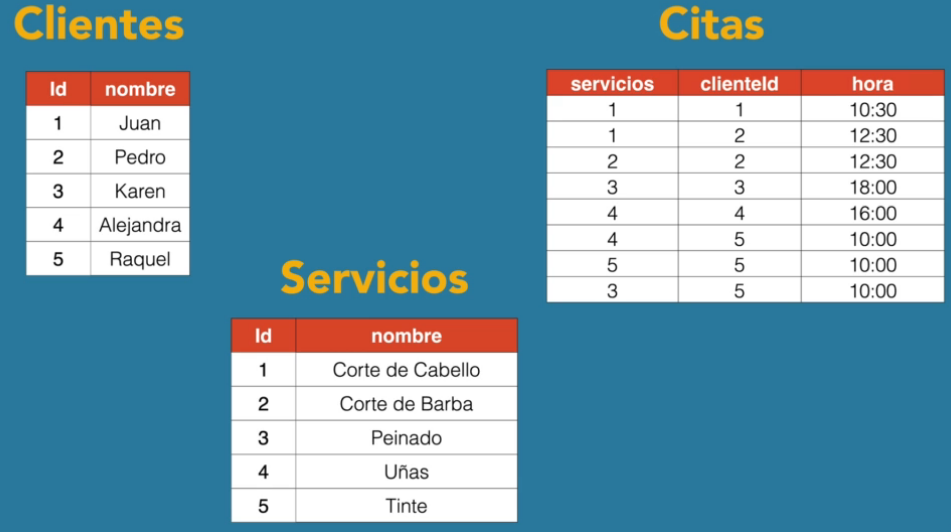 Clientes
Id nombre
1 Juan
2 Pedro
3 Karen
4 Alejandra
5 Raquel
Servicios
Id nombre
1 Corte de Cabello
2 Corte de Barba
3 Peinado
4 Uñas
5 Tinte
Citas
servicios clienteId hora
1 1 10:30
1 2 12:30
2 2 12:30
3 3 18:00
4 4 16:00
4 5 10:00
5 5 10:00
3 5 10:00